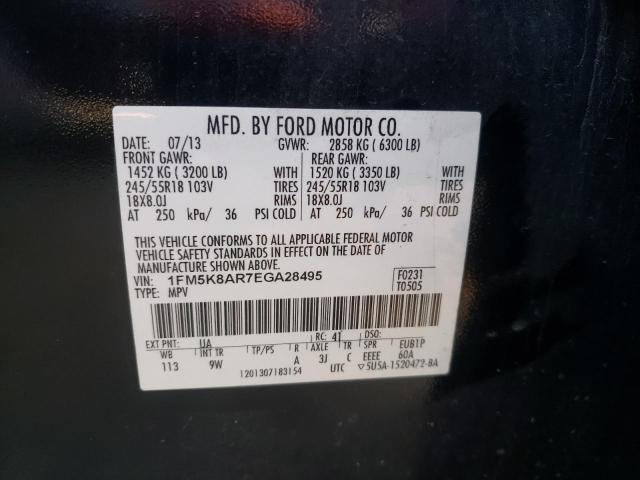 MFD. BY FORD MOTOR CO.
DATE: 07/13 GVWR: 2858 KG ( 6300 LB)
FRONT GAWR: REAR GAWR:
1452 KG ( 3200 LB) WITH 1520 KG ( 3350 LB) WITH
245/55R18 103V TIRES 245/55R18 103V TIRES
18X8.0J RIMS 18X8.0J RIMS
AT 250 kPa/ 36 PSI COLD AT 250 kPa/ 36 PSI COLD
THIS VEHICLE CONFORMS TO ALL APPLICABLE FEDERAL MOTOR
VEHICLE SAFETY STANDARDS IN EFFECT ON THE DATE OF
MANUFACTURE SHOWN ABOVE.
VIN: 1FM5K8AR7EGA28495 F0231
TYPE: MPV T0505
EXT PNT: UA RC: 41 DSO:
WB INT TR TP/PS R AXLE TR SPR EUB1P
113 9W A 3J C EEEE 60A
1201307183154 UTC ▽5U5A-1520472-BA